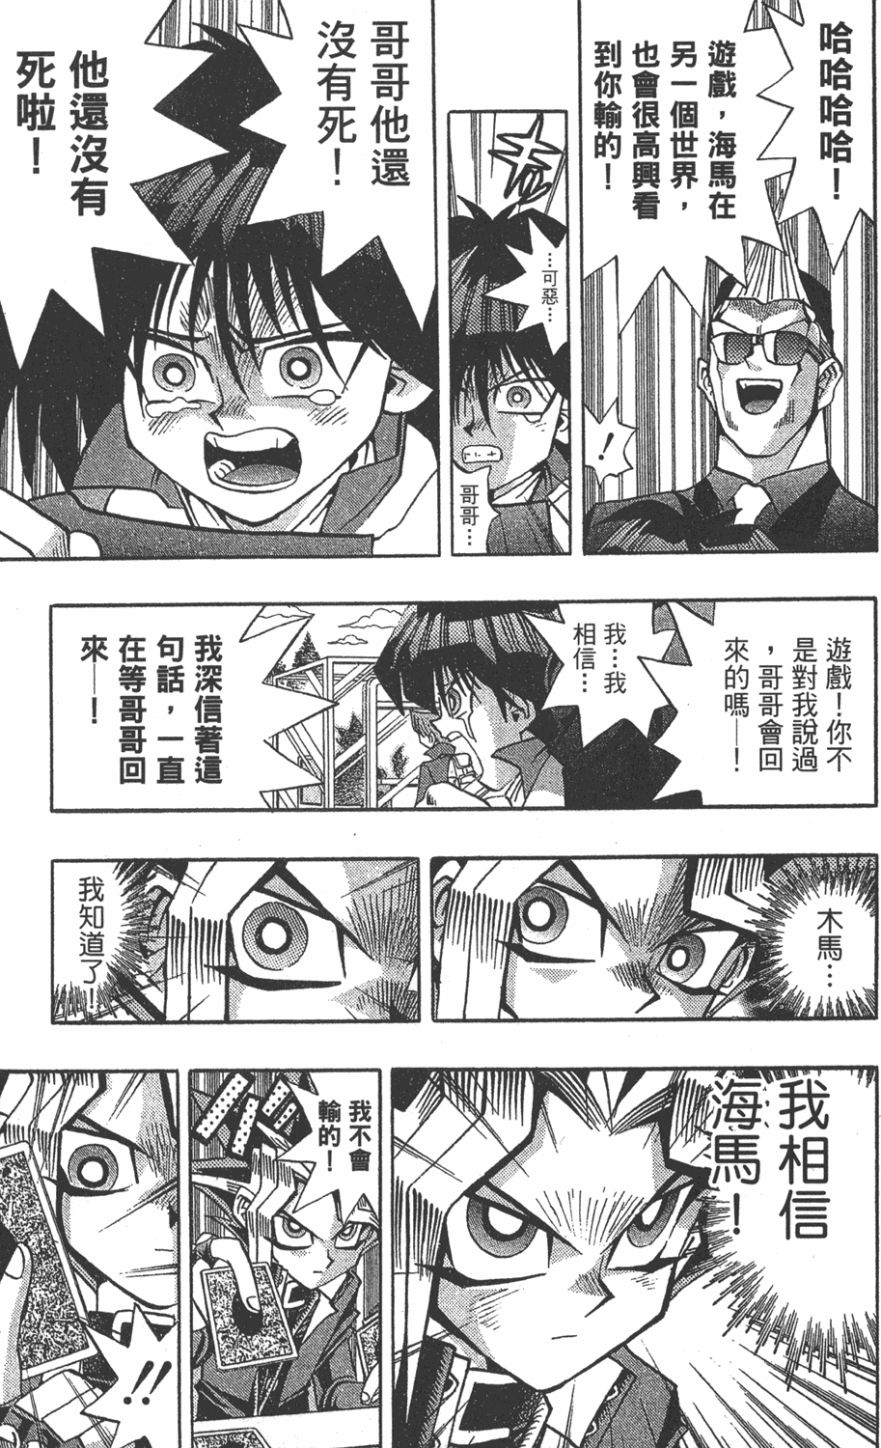 哈哈哈哈！
遊戲，海馬在
另一個世界，
也會很高興看
到你輸的！
！
…可惡…
哥哥…
哥哥他還
沒有死！
他還沒有
死啦！
遊戲！你不
是對我說過
，哥哥會回
來的嗎—！
我…我
相信…
我深信著這
句話，一直
在等哥哥回
來—！
木馬…
我知道了！
我相信
海馬！
我不會
輸的！
！！